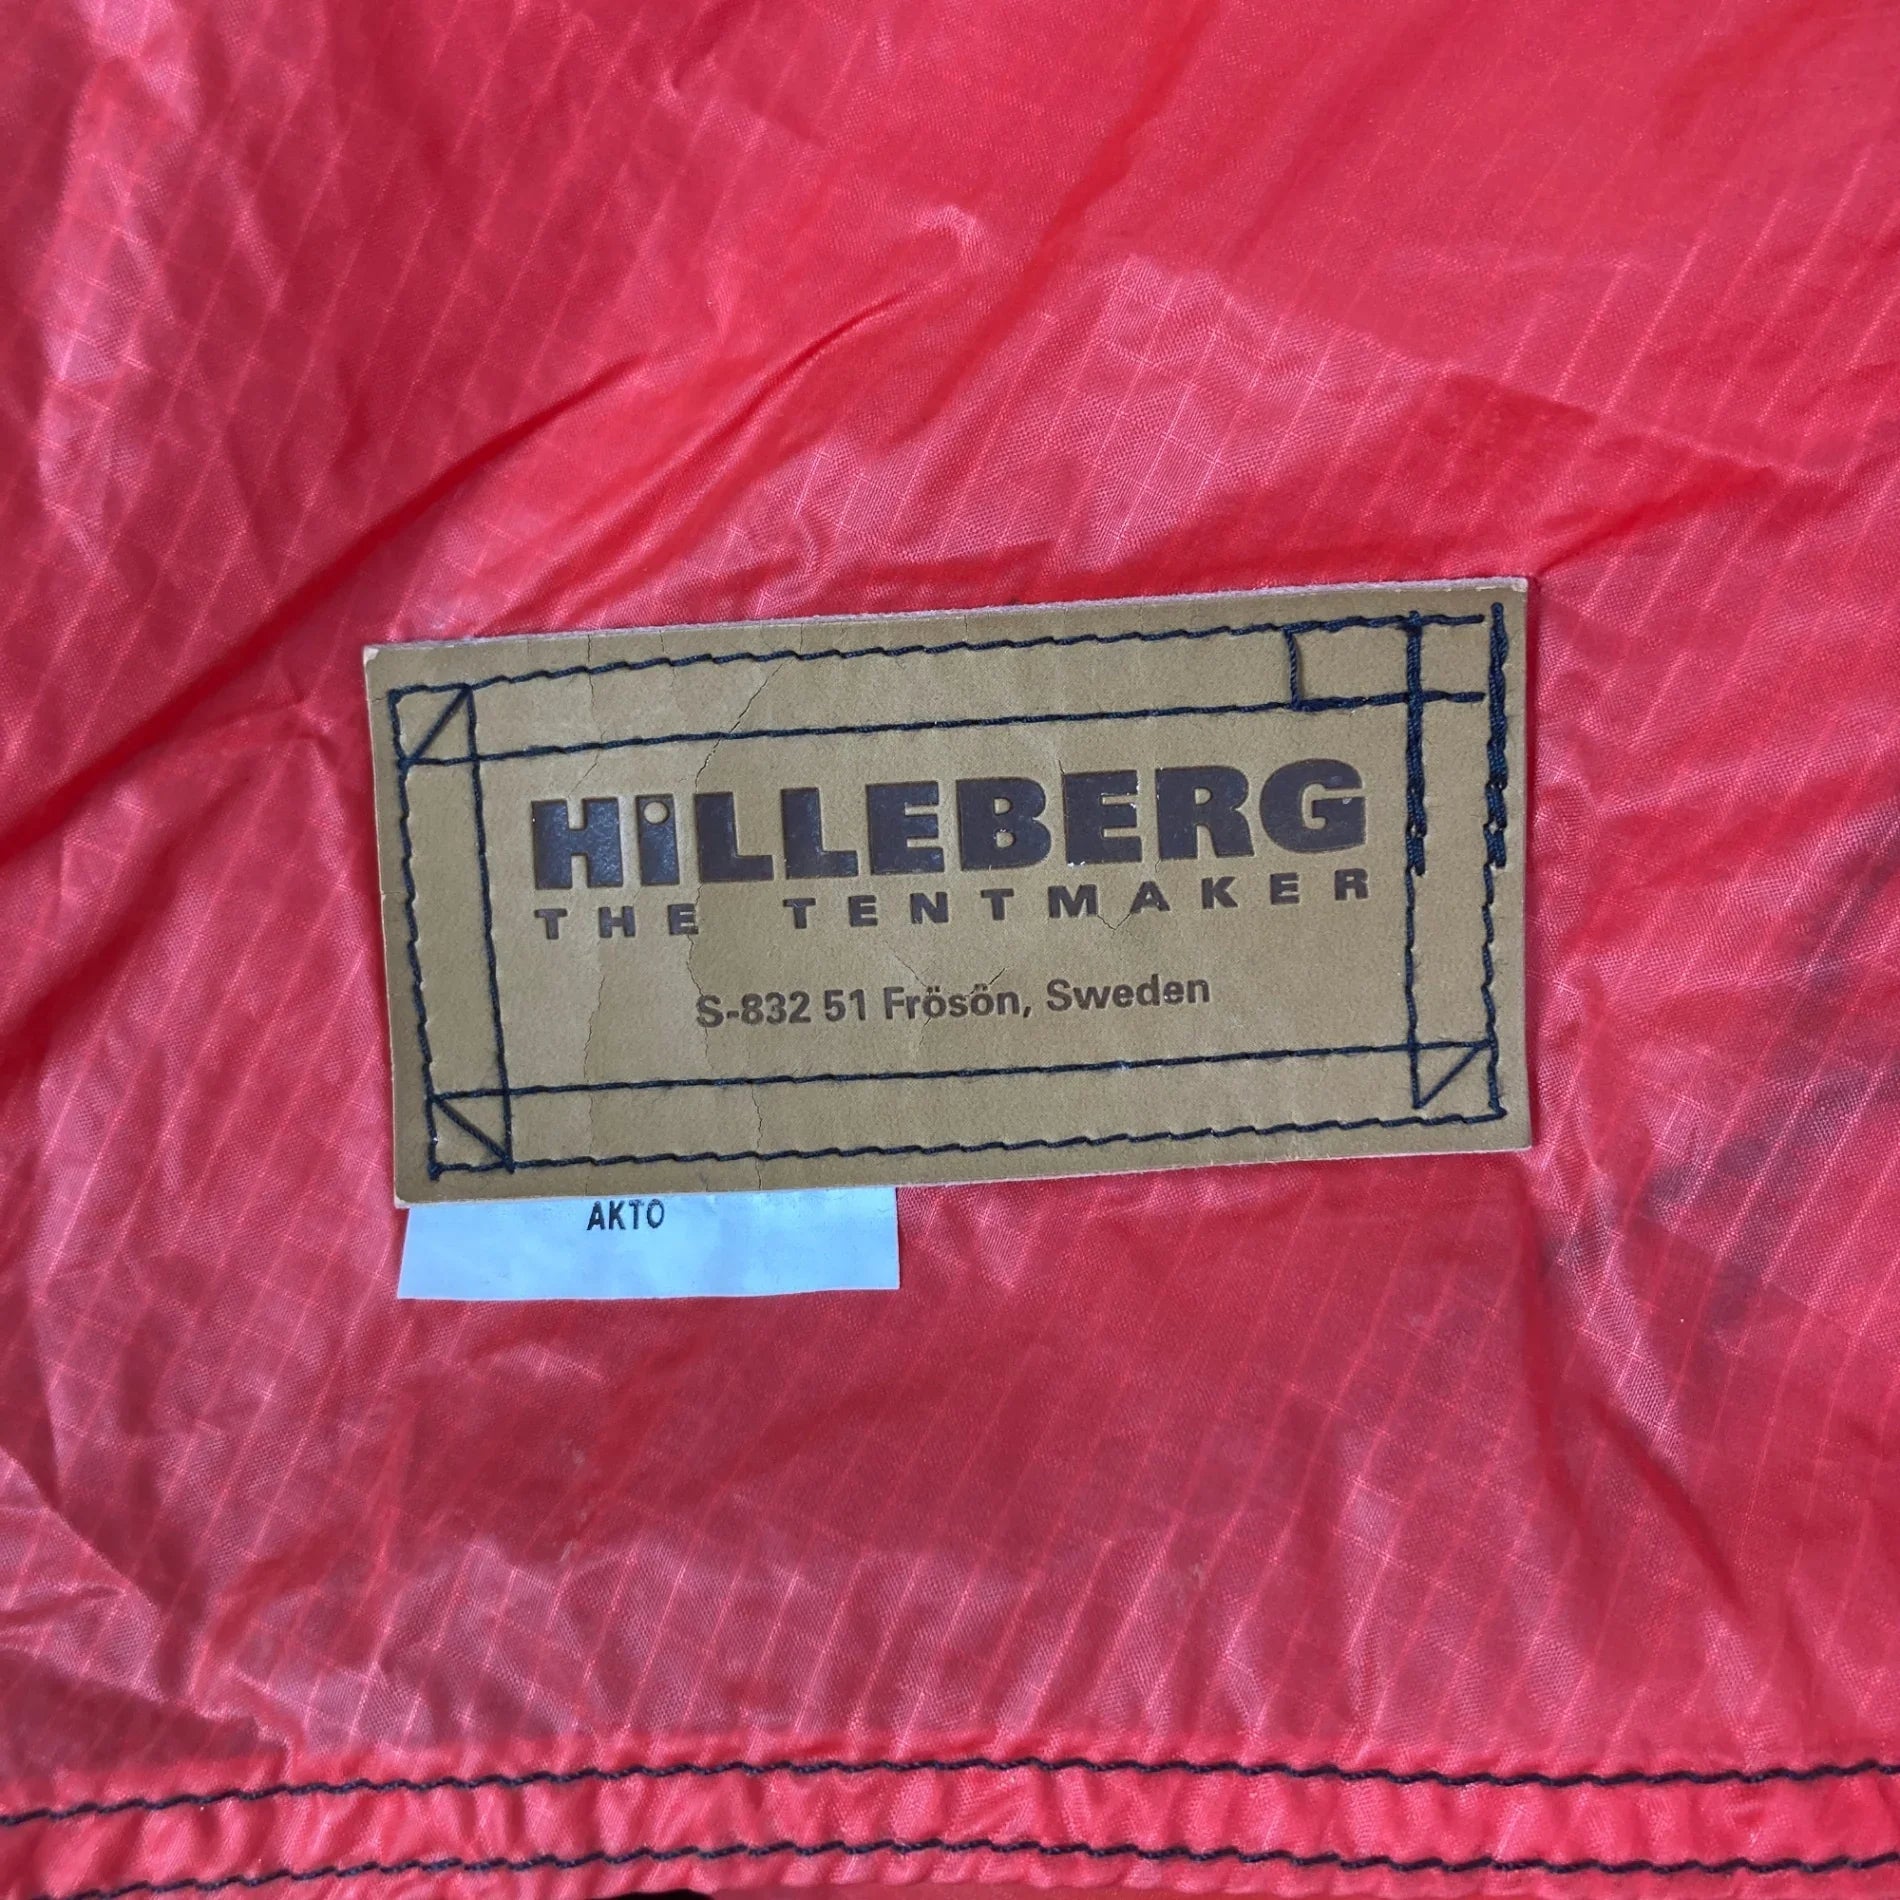 HiLLEBERG
THE TENTMAKER
S-832 51 Frösön, Sweden
AKTO